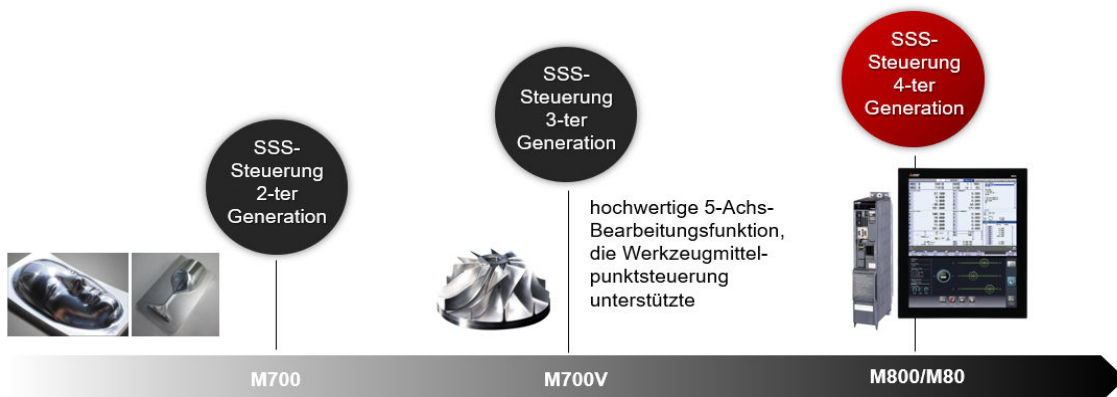 SSS-
Steuerung
2-ter
Generation
SSS-
Steuerung
3-ter
Generation
SSS-
Steuerung
4-ter
Generation
hochwertige 5-Achs-
Bearbeitungsfunktion,
die Werkzeugmittel-
punktsteuerung
unterstützte
M700
M700V
M800/M80